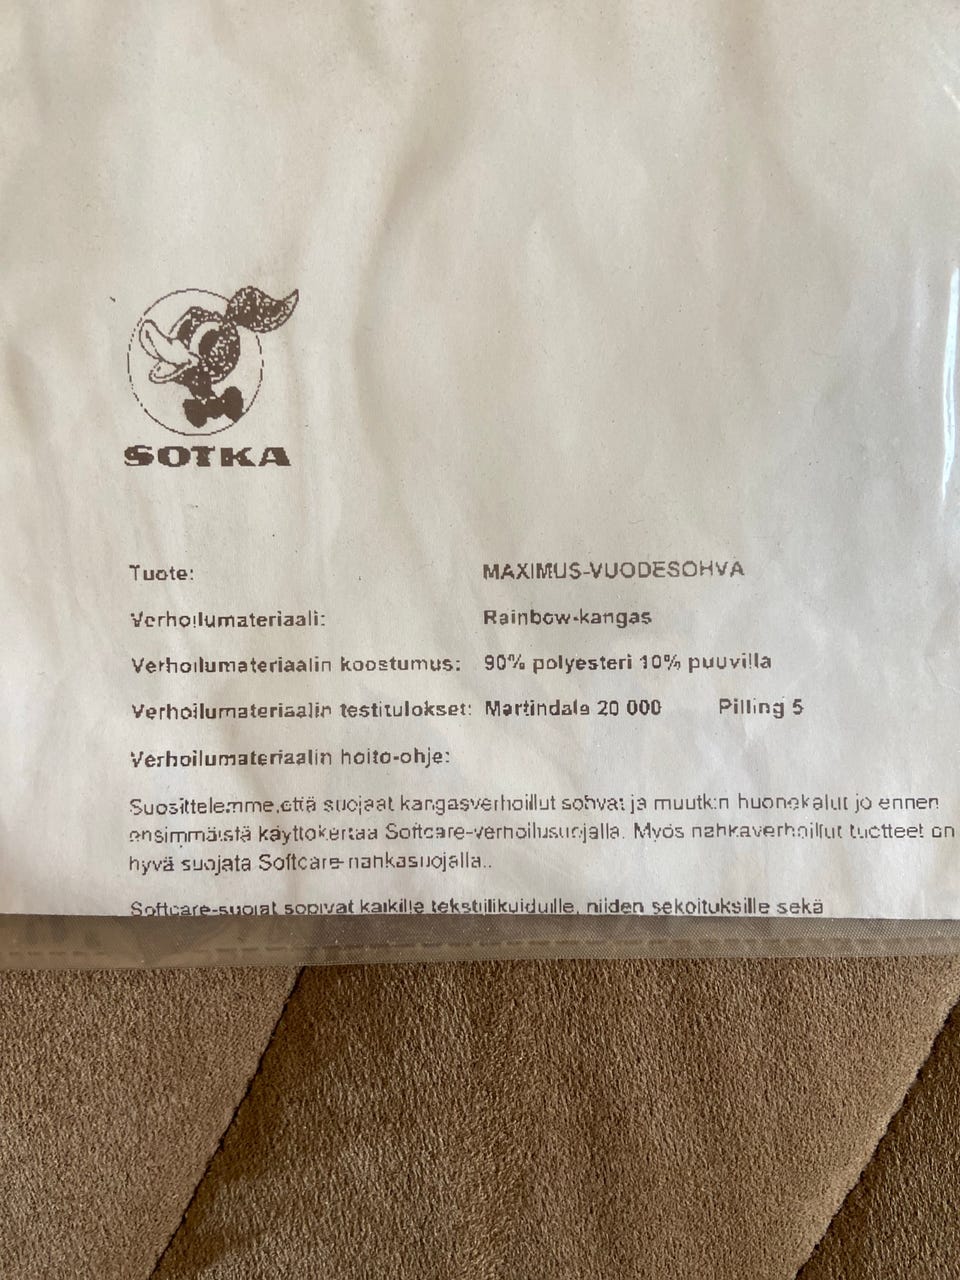 SOTKA
Tuote: MAXIMUS-VUODESOHVA
Verhoilumateriaali: Rainbow-kangas
Verhoilumateriaalin koostumus: 90% polyesteri 10% puuvilla
Verhoilumateriaalin testitulokset: Martindale 20 000 Pilling 5
Verhoilumateriaalin hoito-ohje:
Suosittelemme,että suojaat kangasverhoillut sohvat ja muutkin huonekalut jo ennen
ensimmäistä käyttökertaa Softcare-verhoilusuojalla. Myös nahkaverhoillut tuotteet on
hyvä suojata Softcare-nahkasuojalla..
Softcare-suojat sopivat kaikille tekstiilikuiduille, niiden sekoituksille sekä